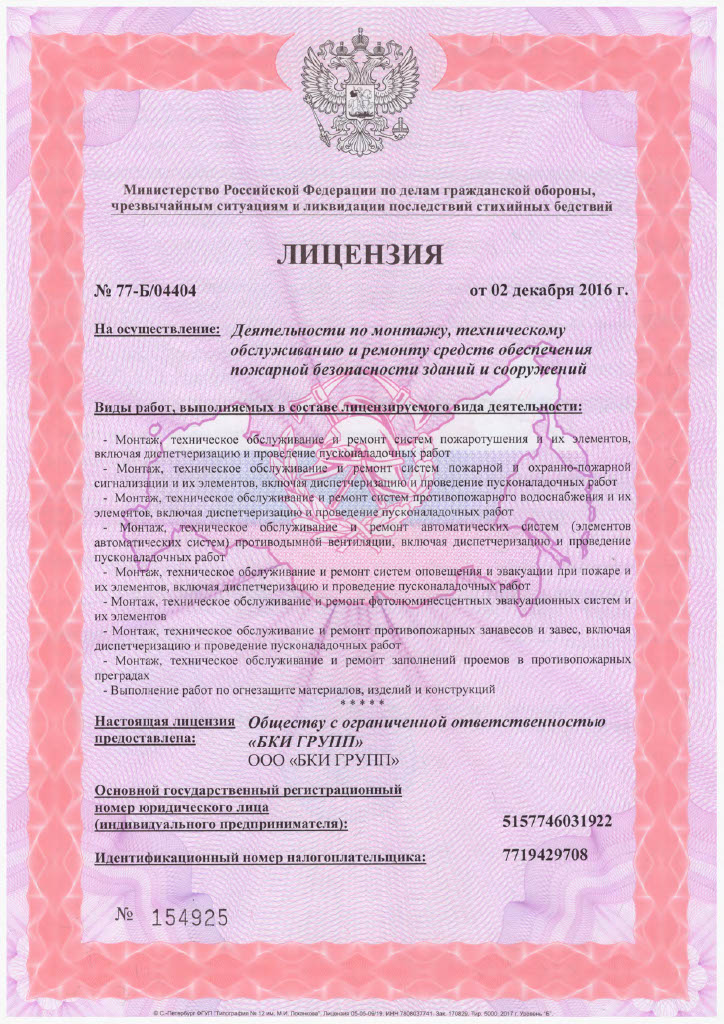 Министерство Российской Федерации по делам гражданской обороны,
чрезвычайным ситуациям и ликвидации последствий стихийных бедствий
ЛИЦЕНЗИЯ
№ 77-Б/04404 от 02 декабря 2016 г.
На осуществление: Деятельности по монтажу, техническому
обслуживанию и ремонту средств обеспечения
пожарной безопасности зданий и сооружений
Виды работ, выполняемых в составе лицензируемого вида деятельности:
- Монтаж, техническое обслуживание и ремонт систем пожаротушения и их элементов,
включая диспетчеризацию и проведение пусконаладочных работ
- Монтаж, техническое обслуживание и ремонт систем пожарной и охранно-пожарной
сигнализации и их элементов, включая диспетчеризацию и проведение пусконаладочных работ
- Монтаж, техническое обслуживание и ремонт систем противопожарного водоснабжения и их
элементов, включая диспетчеризацию и проведение пусконаладочных работ
- Монтаж, техническое обслуживание и ремонт автоматических систем (элементов
автоматических систем) противодымной вентиляции, включая диспетчеризацию и проведение
пусконаладочных работ
- Монтаж, техническое обслуживание и ремонт систем оповещения и эвакуации при пожаре и
их элементов, включая диспетчеризацию и проведение пусконаладочных работ
- Монтаж, техническое обслуживание и ремонт фотолюминесцентных эвакуационных систем и
их элементов
- Монтаж, техническое обслуживание и ремонт противопожарных занавесов и завес, включая
диспетчеризацию и проведение пусконаладочных работ
- Монтаж, техническое обслуживание и ремонт заполнений проемов в противопожарных
преградах
- Выполнение работ по огнезащите материалов, изделий и конструкций
* * * * *
Настоящая лицензия Обществу с ограниченной ответственностью
предоставлена: «БКИ ГРУПП»
ООО «БКИ ГРУПП»
Основной государственный регистрационный
номер юридического лица
(индивидуального предпринимателя): 5157746031922
Идентификационный номер налогоплательщика: 7719429708
№ 154925
© С.-Петербург ФГУП "Типография № 12 им. М.И. Лоханкова". Лицензия 05-05-09/19. ИНН 7808037741. Зак. 170829. Тир. 5000. 2017 г. Уровень "Б".